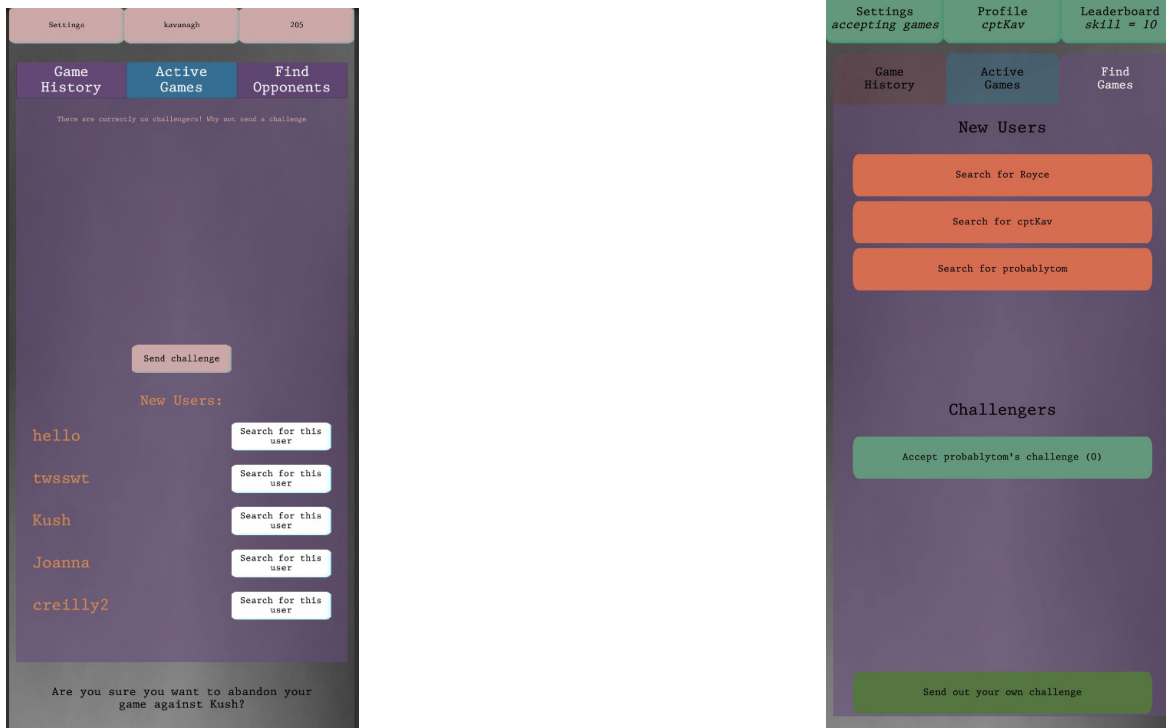 Settings
kavanagh
205
Game
History
Active
Games
Find
Opponents
There are currently no challengers! Why not send a challenge
Send challenge
New Users:
hello
Search for this
user
twsswt
Search for this
user
Kush
Search for this
user
Joanna
Search for this
user
creilly2
Search for this
user
Are you sure you want to abandon your
game against Kush?
Settings
accepting games
Profile
cptKav
Leaderboard
skill = 10
Game
History
Active
Games
Find
Games
New Users
Search for Royce
Search for cptKav
Search for probablytom
Challengers
Accept probablytom's challenge (0)
Send out your own challenge